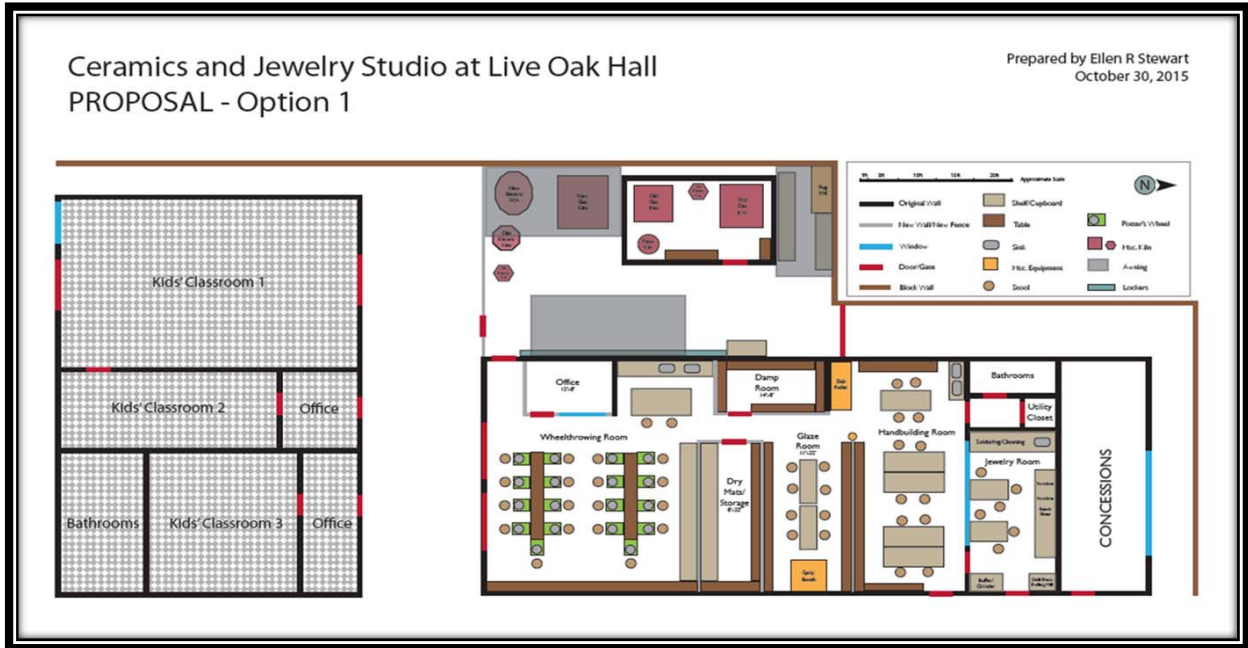 Ceramics and Jewelry Studio at Live Oak Hall
PROPOSAL - Option 1
Prepared by Ellen R Stewart
October 30, 2015
Approximate Scale
N
Original Wall
New Wall/New Fence
Window
Door/Gate
Block Wall
Shelf/Cupboard
Table
Sink
Misc. Equipment
Stool
Potter's Wheel
Misc. Kiln
Awning
Lockers
Kids' Classroom 1
Kids' Classroom 2
Office
Bathrooms
Kids' Classroom 3
Office
Office
Wheelthrowing Room
Damp
Room
Dry
Mats/
Storage
Glaze
Room
Handbuilding Room
Bathrooms
Utility
Closet
Soldering/Cleaning
Jewelry Room
CONCESSIONS